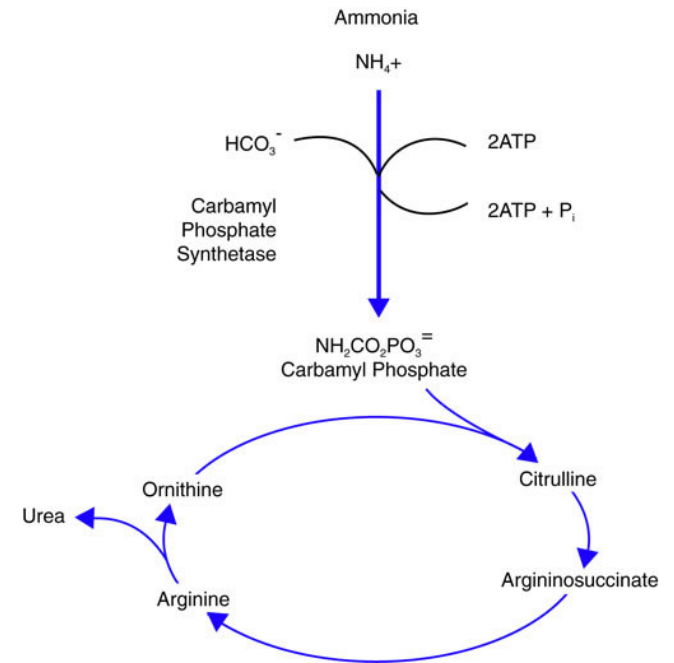 Ammonia
NH₄+
HCO₃⁻
2ATP
Carbamyl
Phosphate
Synthetase
2ATP + Pᵢ
NH₂CO₂PO₃⁼
Carbamyl Phosphate
Citrulline
Ornithine
Urea
Argininosuccinate
Arginine